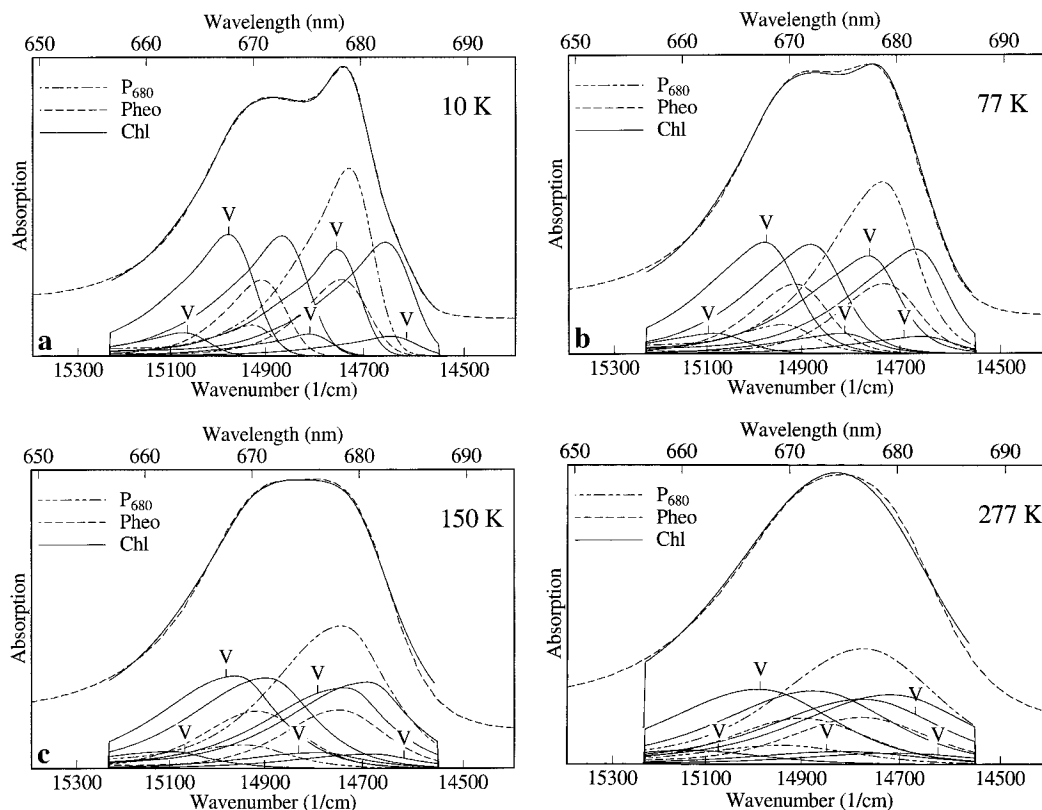 Wavelength (nm)
650 660 670 680 690
P680
Pheo
Chl
10 K
Absorption
V
V
V
V
V
a
15300 15100 14900 14700 14500
Wavenumber (1/cm)
Wavelength (nm)
650 660 670 680 690
P680
Pheo
Chl
77 K
Absorption
V
V
V
V
V
b
15300 15100 14900 14700 14500
Wavenumber (1/cm)
Wavelength (nm)
650 660 670 680 690
P680
Pheo
Chl
150 K
Absorption
V
V
V
V
V
c
15300 15100 14900 14700 14500
Wavenumber (1/cm)
Wavelength (nm)
650 660 670 680 690
P680
Pheo
Chl
277 K
Absorption
V
V
V
V
V
15300 15100 14900 14700 14500
Wavenumber (1/cm)